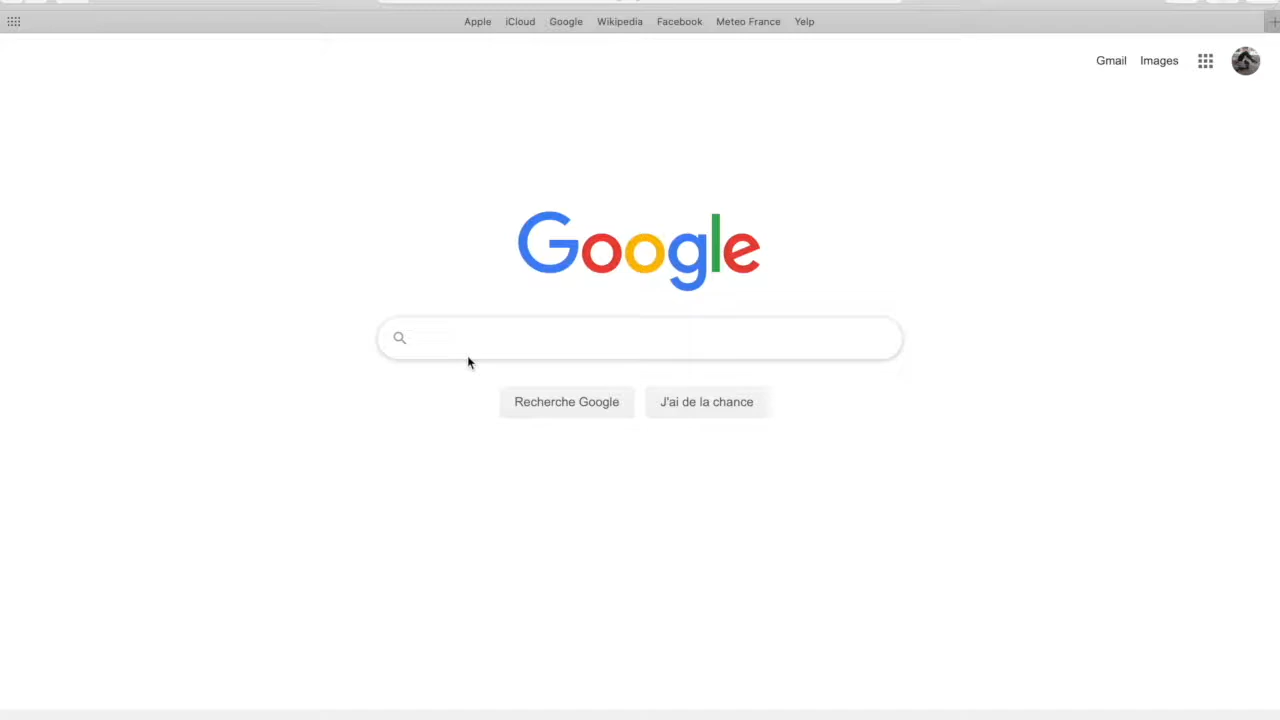 Apple iCloud Google Wikipedia Facebook Meteo France Yelp
Gmail Images
Google
Recherche Google J'ai de la chance